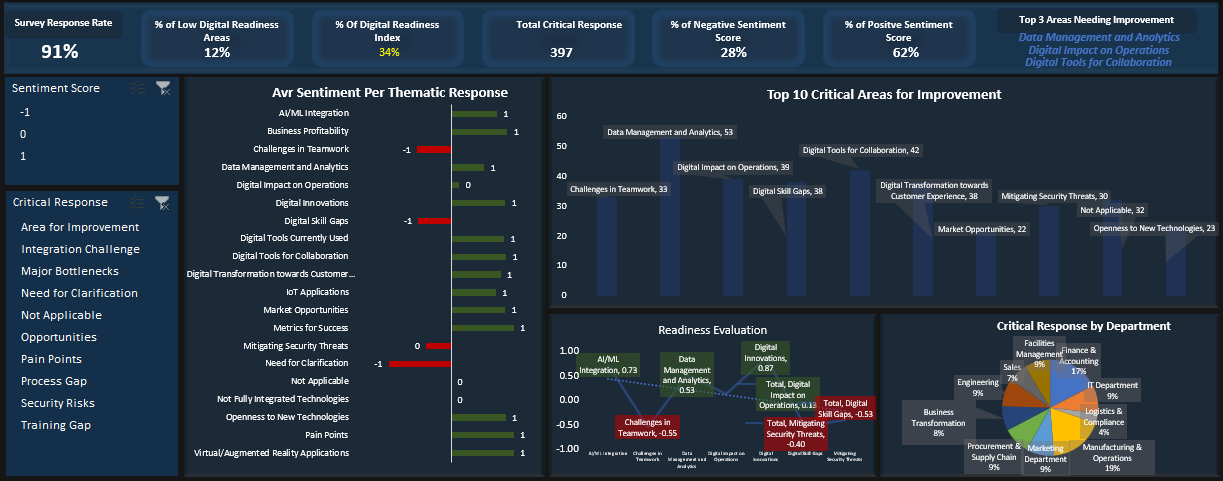 Survey Response Rate
91%
% of Low Digital Readiness
Areas
12%
% Of Digital Readiness
Index
34%
Total Critical Response
397
% of Negative Sentiment
Score
28%
% of Positve Sentiment
Score
62%
Top 3 Areas Needing Improvement
Data Management and Analytics
Digital Impact on Operations
Digital Tools for Collaboration
Sentiment Score
-1
0
1
Critical Response
Area for Improvement
Integration Challenge
Major Bottlenecks
Need for Clarification
Not Applicable
Opportunities
Pain Points
Process Gap
Security Risks
Training Gap
Avr Sentiment Per Thematic Response
AI/ML Integration 1
Business Profitability 1
Challenges in Teamwork -1
Data Management and Analytics 1
Digital Impact on Operations 0
Digital Innovations 1
Digital Skill Gaps -1
Digital Tools Currently Used 1
Digital Tools for Collaboration 1
Digital Transformation towards Customer... 1
IoT Applications 1
Market Opportunities 1
Metrics for Success 1
Mitigating Security Threats 0
Need for Clarification -1
Not Applicable 0
Not Fully Integrated Technologies 0
Openness to New Technologies 1
Pain Points 1
Virtual/Augmented Reality Applications 1
Top 10 Critical Areas for Improvement
60
50
40
30
20
10
0
Challenges in Teamwork, 33
Data Management and Analytics, 53
Digital Impact on Operations, 39
Digital Skill Gaps, 38
Digital Tools for Collaboration, 42
Digital Transformation towards
Customer Experience, 38
Market Opportunities, 22
Mitigating Security Threats, 30
Not Applicable, 32
Openness to New Technologies, 23
Readiness Evaluation
1.00
0.50
0.00
-0.50
-1.00
AI/ML
Integration, 0.73
Challenges in
Teamwork, -0.55
Data
Management
and Analytics,
0.53
Digital
Innovations,
0.87
Total, Digital
Impact on
Operations, 0.13
Total, Mitigating
Security Threats,
-0.40
Total, Digital
Skill Gaps, -0.53
AI/ML Integration
Challenges in
Teamwork
Data
Management and
Analytics
Digital Impact on
Operations
Digital
Innovations
Digital Skill Gaps
Mitigating
Security Threats
Critical Response by Department
Facilities
Management
9%
Finance &
Accounting
17%
IT Department
9%
Logistics &
Compliance
4%
Manufacturing &
Operations
19%
Marketing
Department
9%
Procurement &
Supply Chain
9%
Business
Transformation
8%
Engineering
9%
Sales
7%